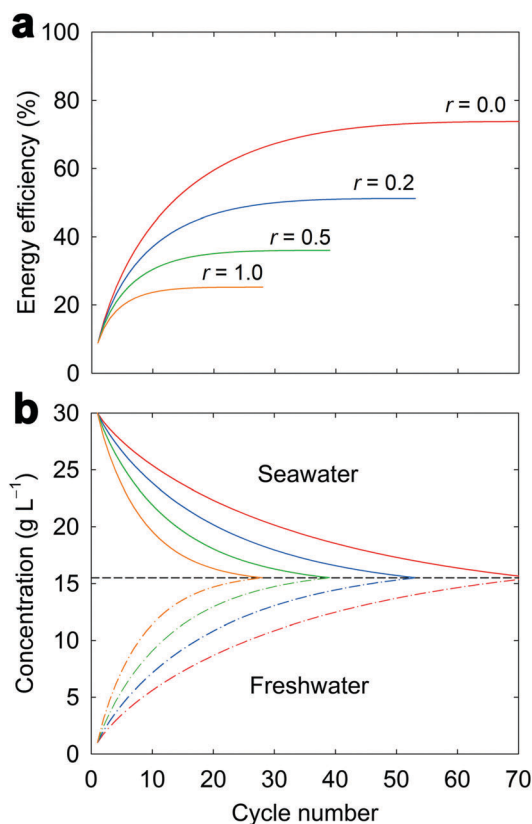 a
Energy efficiency (%)
100
80
60
40
20
0
r = 0.0
r = 0.2
r = 0.5
r = 1.0
b
Concentration (g L⁻¹)
30
25
20
15
10
5
0
Seawater
Freshwater
0 10 20 30 40 50 60 70
Cycle number